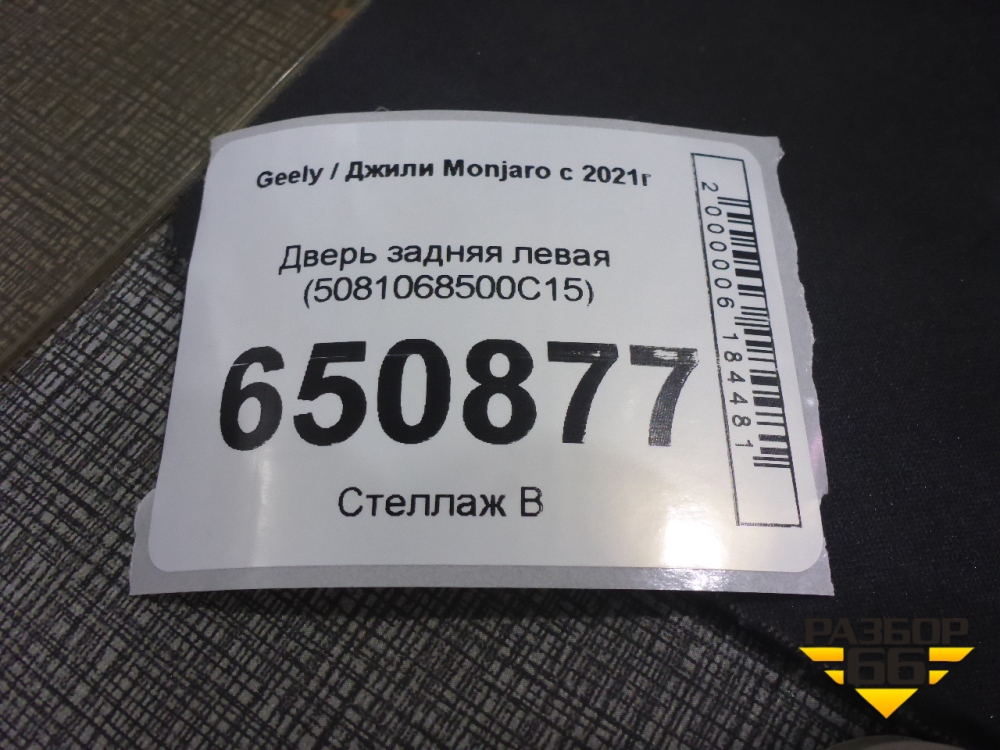 Geely / Джили Monjaro с 2021г
Дверь задняя левая
(5081068500C15)
650877
Стеллаж В
2000006184481
РАЗБОР
66